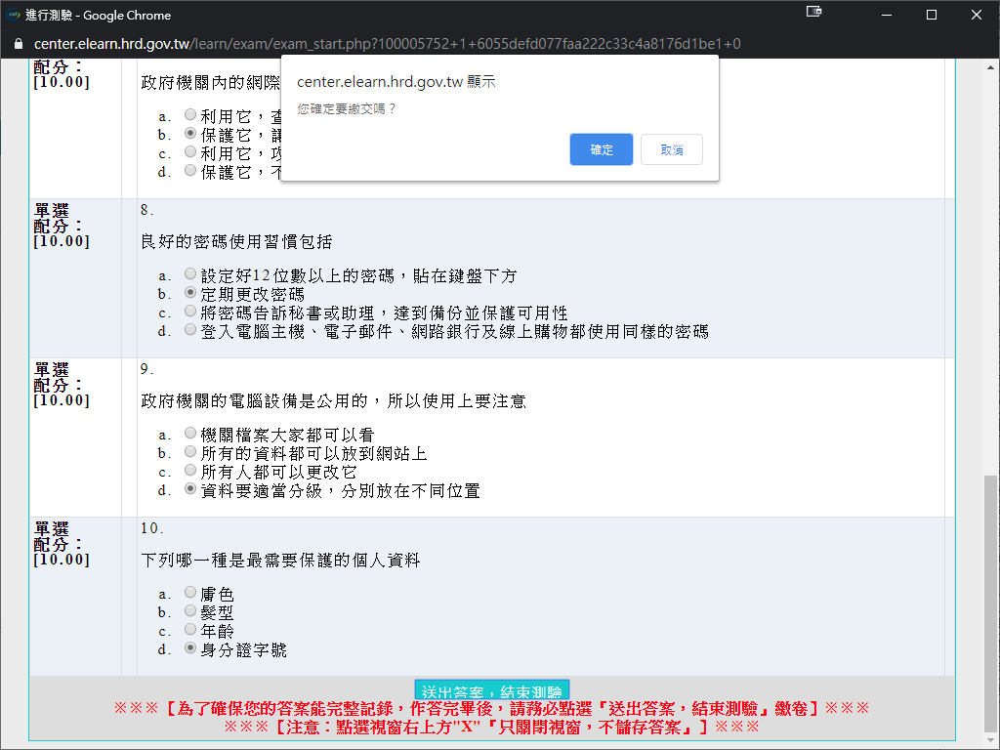 進行測驗 - Google Chrome
center.elearn.hrd.gov.tw/learn/exam/exam_start.php?100005752+1+6055defd077faa222c33c4a8176d1be1+0
center.elearn.hrd.gov.tw 顯示
您確定要繳交嗎？
確定 取消
配分：
[10.00]
政府機關內的網際
a. 利用它，查
b. 保護它，讓
c. 利用它，攻
d. 保護它，不
單選
配分：
[10.00]
8.
良好的密碼使用習慣包括
a. 設定好12位數以上的密碼，貼在鍵盤下方
b. 定期更改密碼
c. 將密碼告訴秘書或助理，達到備份並保護可用性
d. 登入電腦主機、電子郵件、網路銀行及線上購物都使用同樣的密碼
單選
配分：
[10.00]
9.
政府機關的電腦設備是公用的，所以使用上要注意
a. 機關檔案大家都可以看
b. 所有的資料都可以放到網站上
c. 所有人都可以更改它
d. 資料要適當分級，分別放在不同位置
單選
配分：
[10.00]
10.
下列哪一種是最需要保護的個人資料
a. 膚色
b. 髮型
c. 年齡
d. 身分證字號
送出答案，結束測驗
※※※【為了確保您的答案能完整記錄，作答完畢後，請務必點選『送出答案，結束測驗』繳卷】※※※
※※※【注意：點選視窗右上方"X"『只關閉視窗，不儲存答案』】※※※